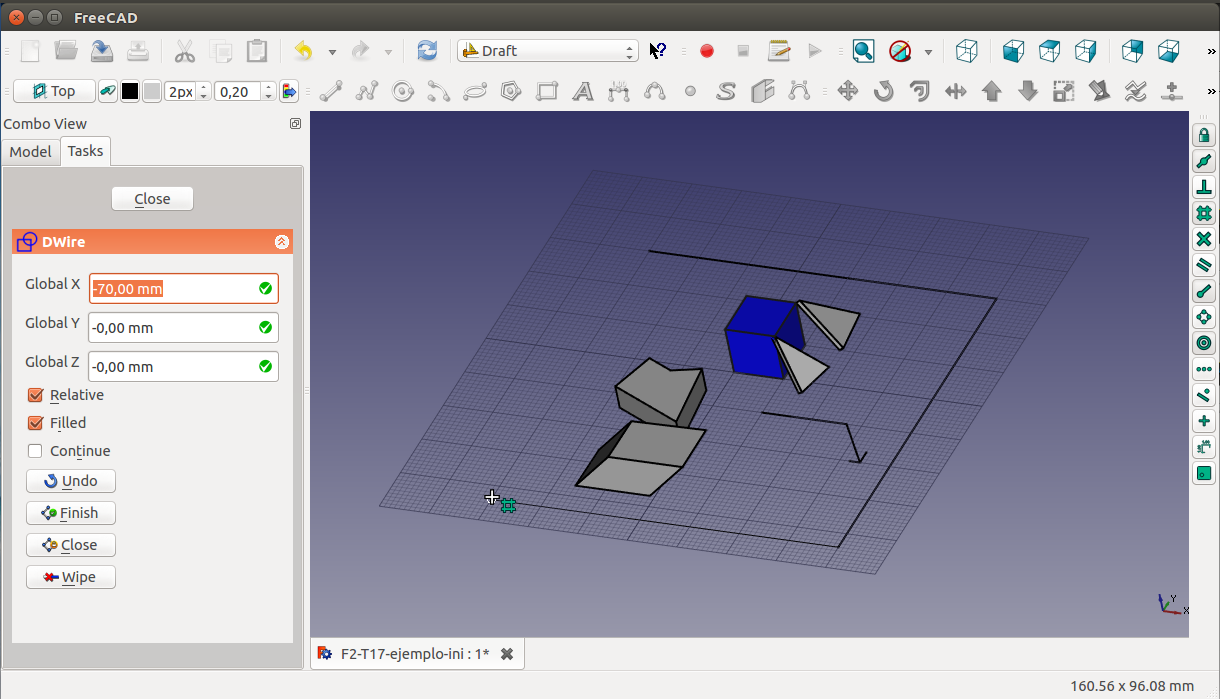 FreeCAD
Draft
Top
2px
0,20
Combo View
Model
Tasks
Close
DWire
Global X
-70,00 mm
Global Y
-0,00 mm
Global Z
-0,00 mm
Relative
Filled
Continue
Undo
Finish
Close
Wipe
Y
X
F2-T17-ejemplo-ini : 1*
160.56 x 96.08 mm